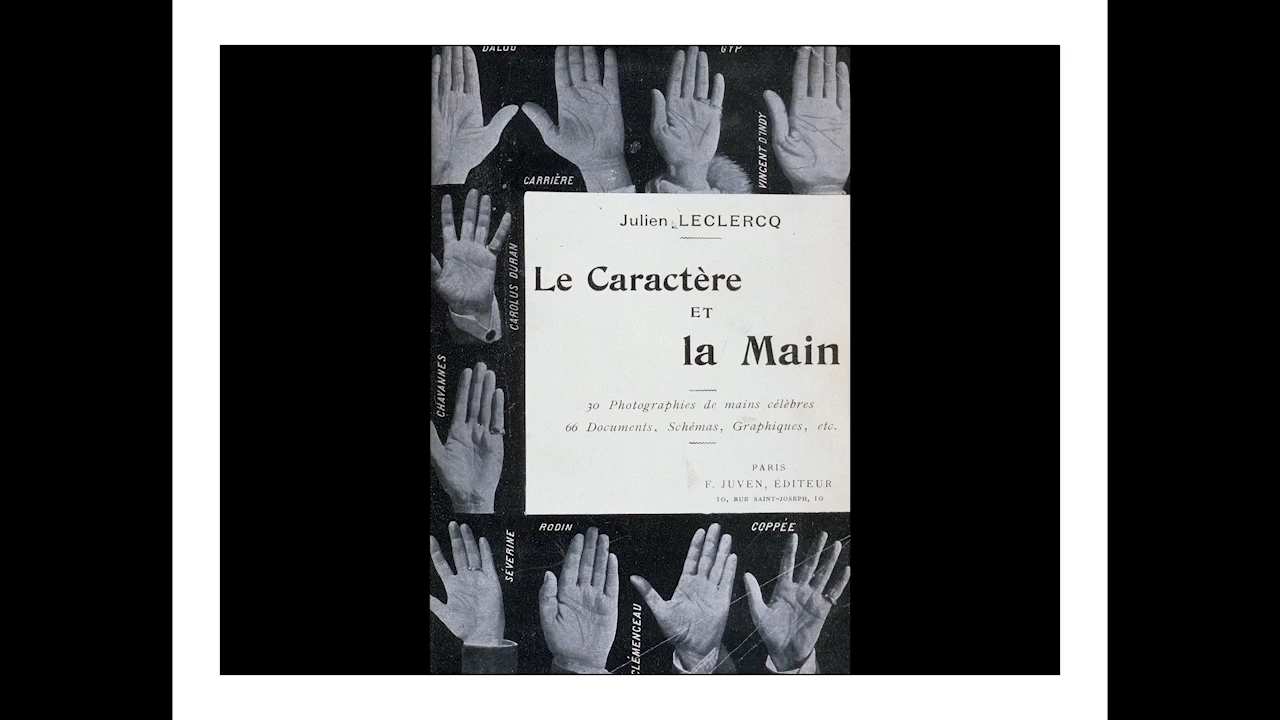 DALOU
GYP
CARRIÈRE
VINCENT D'INDY
Julien LECLERCQ
CAROLUS DURAN
Le Caractère
ET
la Main
CHAVANNES
30 Photographies de mains célèbres
66 Documents, Schémas, Graphiques, etc.
PARIS
F. JUVEN, ÉDITEUR
10, RUE SAINT-JOSEPH, 10
SÉVERINE
RODIN
CLÉMENCEAU
COPPÉE